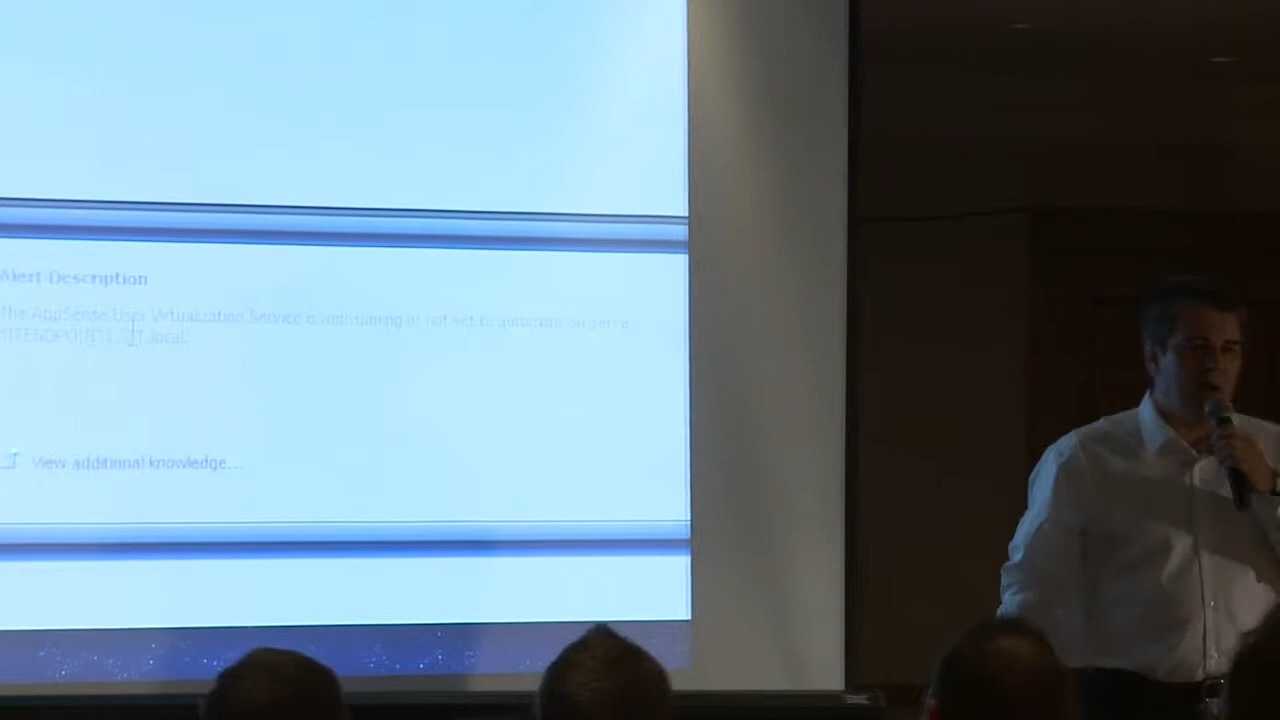 Alert Description
The AppSense User Virtualization Service is not running or not set to automatic on
local.
View additional knowledge...